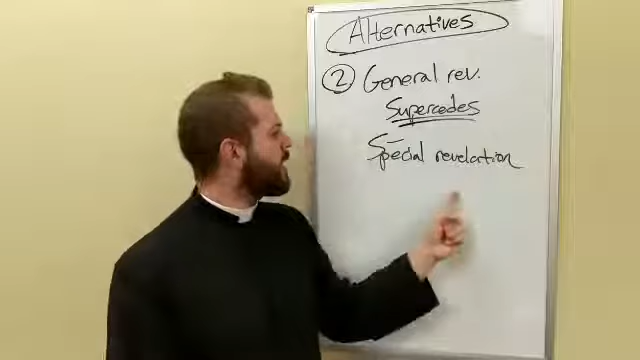 Alternatives
2 General rev.
Supercedes
Special revelation